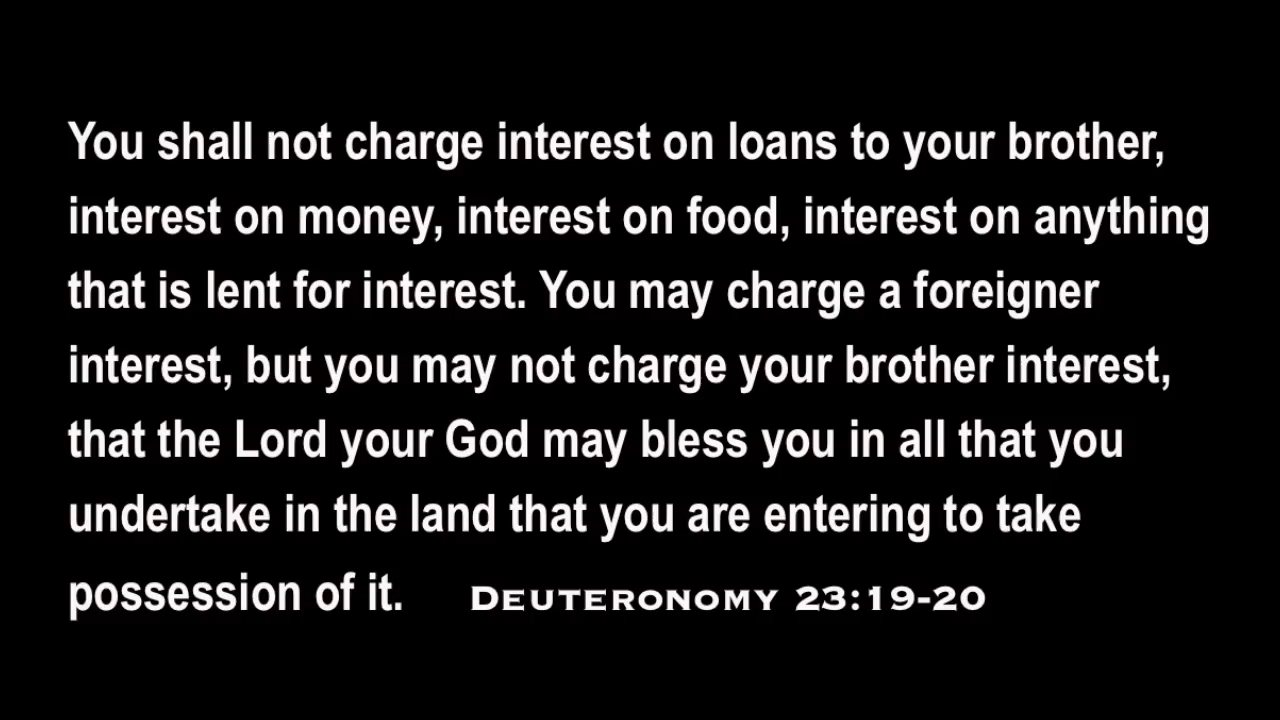 You shall not charge interest on loans to your brother,
interest on money, interest on food, interest on anything
that is lent for interest. You may charge a foreigner
interest, but you may not charge your brother interest,
that the Lord your God may bless you in all that you
undertake in the land that you are entering to take
possession of it. DEUTERONOMY 23:19-20